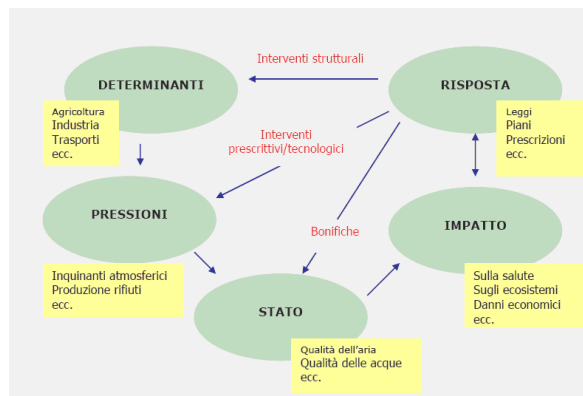 Interventi strutturali
DETERMINANTI
RISPOSTA
Agricoltura
Industria
Trasporti
ecc.
Leggi
Piani
Prescrizioni
ecc.
Interventi
prescrittivi/tecnologici
PRESSIONI
Bonifiche
IMPATTO
Inquinanti atmosferici
Produzione rifiuti
ecc.
Sulla salute
Sugli ecosistemi
Danni economici
ecc.
STATO
Qualità dell'aria
Qualità delle acque
ecc.